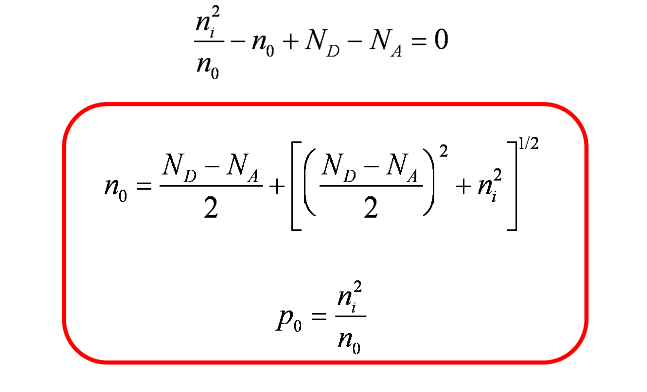 n_i^2/n_0 − n_0 + N_D − N_A = 0
n_0 = (N_D − N_A)/2 + [((N_D − N_A)/2)^2 + n_i^2]^{1/2}
p_0 = n_i^2/n_0